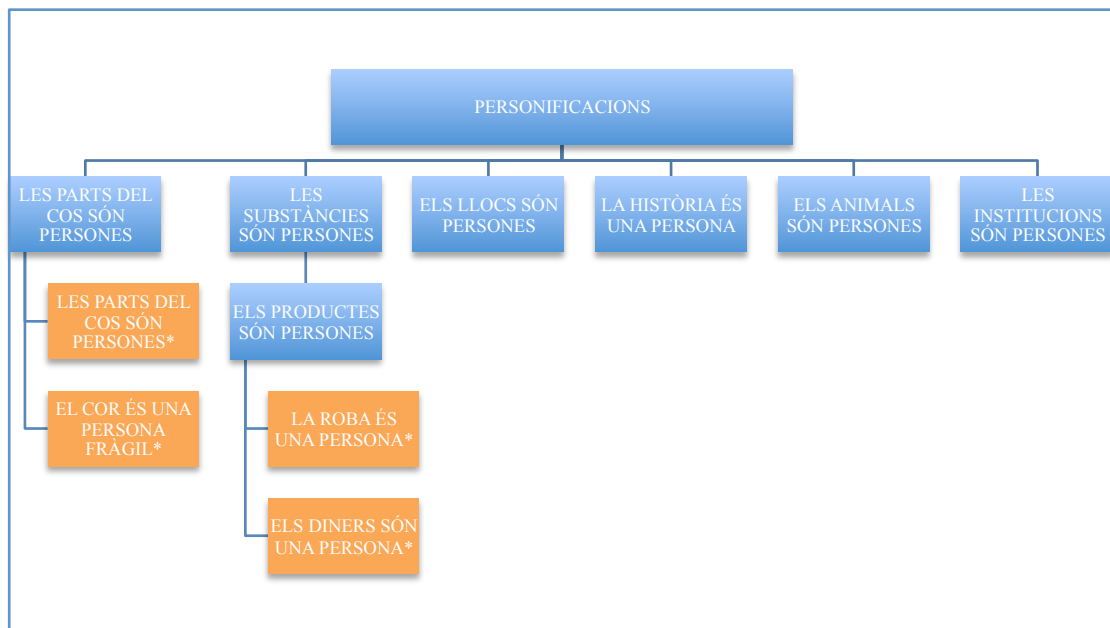 PERSONIFICACIONS
LES PARTS DEL
COS SÓN
PERSONES
LES
SUBSTÀNCIES
SÓN PERSONES
ELS LLOCS SÓN
PERSONES
LA HISTÒRIA ÉS
UNA PERSONA
ELS ANIMALS
SÓN PERSONES
LES
INSTITUCIONS
SÓN PERSONES
LES PARTS DEL
COS SÓN
PERSONES*
EL COR ÉS UNA
PERSONA
FRÀGIL*
ELS PRODUCTES
SÓN PERSONES
LA ROBA ÉS
UNA PERSONA*
ELS DINERS SÓN
UNA PERSONA*